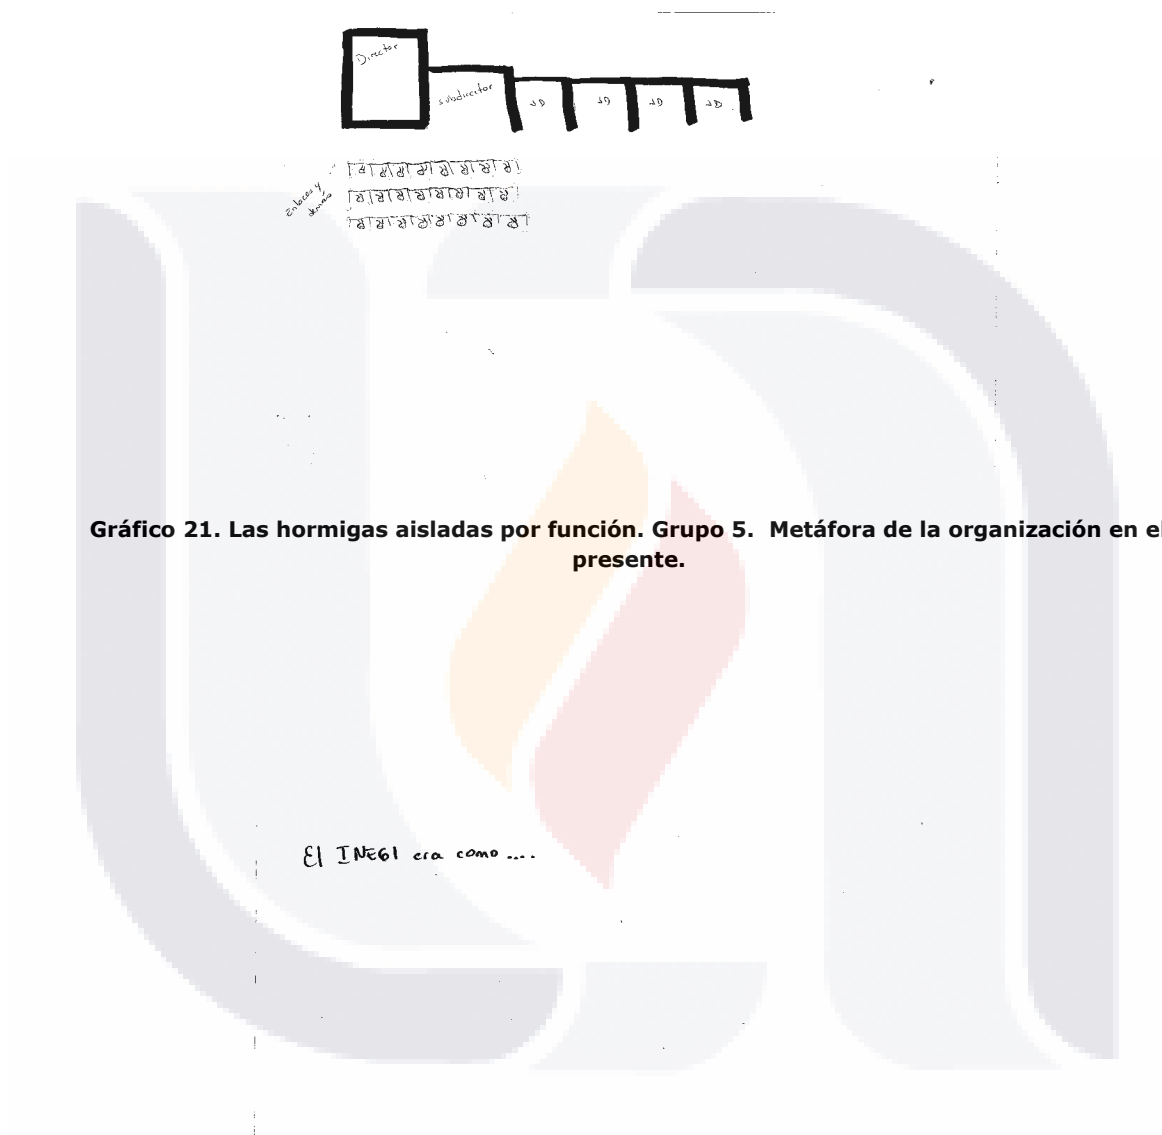 Director
subdirector
JD JD JD JD
Enlaces y
demás
Gráfico 21. Las hormigas aisladas por función. Grupo 5. Metáfora de la organización en el
presente.
El INEGI era como ....